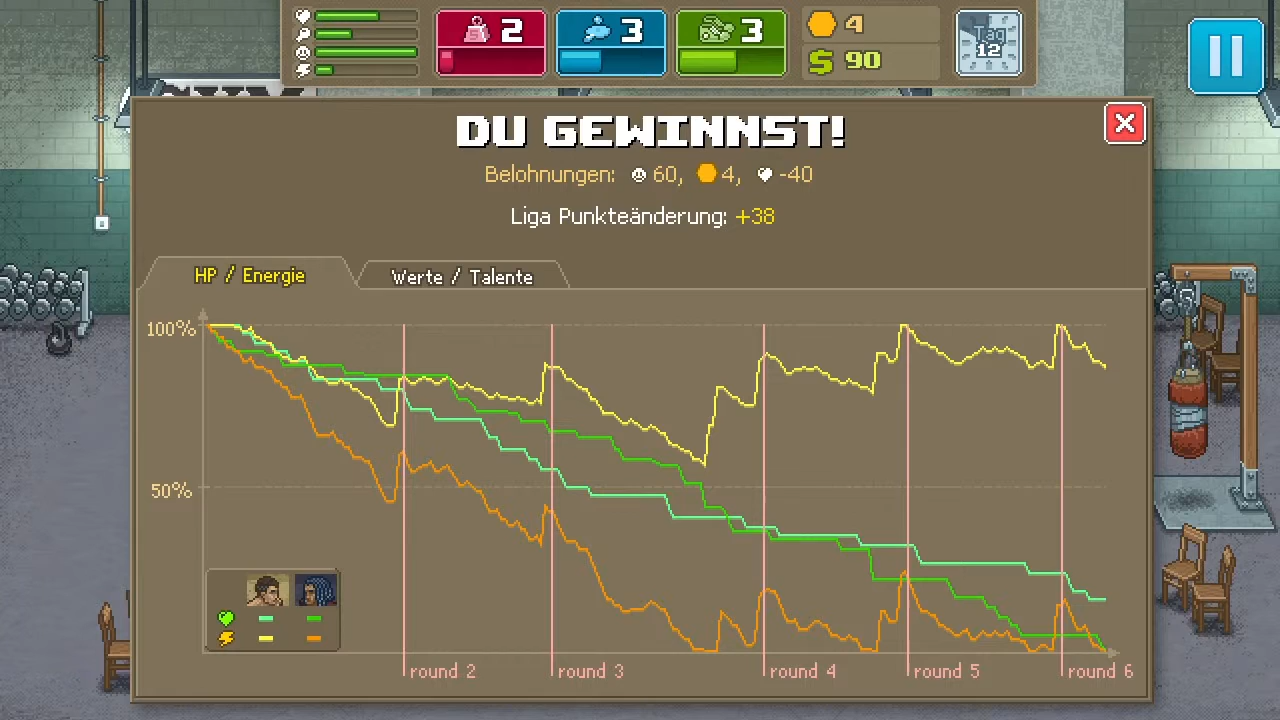 2
3
3
4
90
Tag
12
DU GEWINNST!
Belohnungen: 60, 4, -40
Liga Punkteänderung: +38
HP / Energie
Werte / Talente
100%
50%
round 2
round 3
round 4
round 5
round 6